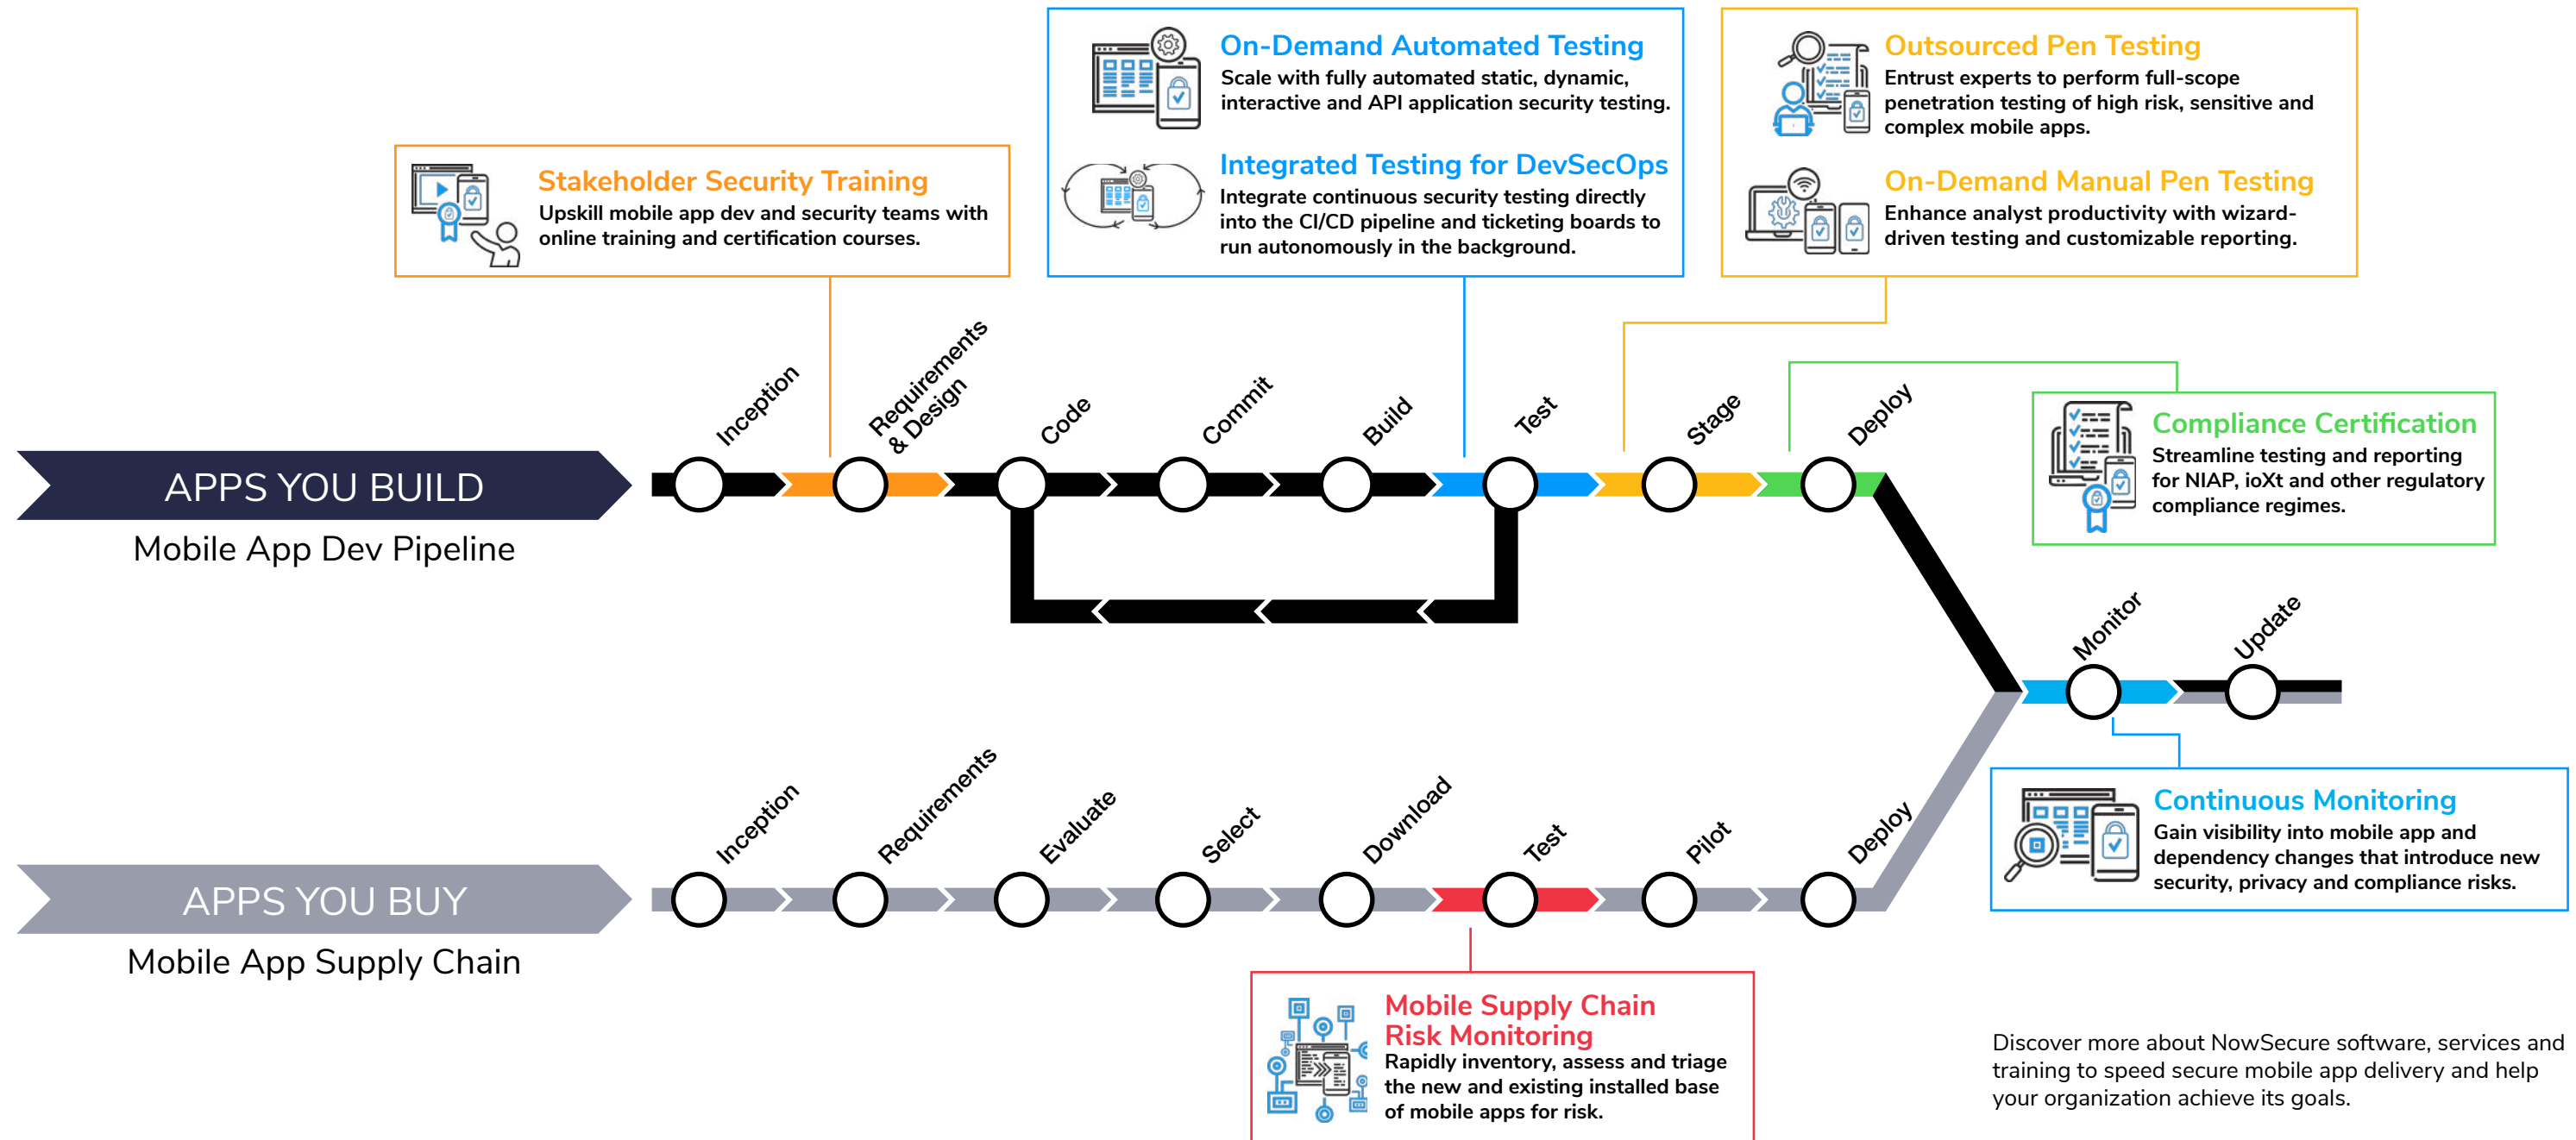 On-Demand Automated Testing
Scale with fully automated static, dynamic,
interactive and API application security testing.
Integrated Testing for DevSecOps
Integrate continuous security testing directly
into the CI/CD pipeline and ticketing boards to
run autonomously in the background.
Outsourced Pen Testing
Entrust experts to perform full-scope
penetration testing of high risk, sensitive and
complex mobile apps.
On-Demand Manual Pen Testing
Enhance analyst productivity with wizard-
driven testing and customizable reporting.
Stakeholder Security Training
Upskill mobile app dev and security teams with
online training and certification courses.
Inception
Requirements
& Design
Code
Commit
Build
Test
Stage
Deploy
Compliance Certification
Streamline testing and reporting
for NIAP, ioXt and other regulatory
compliance regimes.
APPS YOU BUILD
Mobile App Dev Pipeline
Monitor
Update
Inception
Requirements
Evaluate
Select
Download
Test
Pilot
Deploy
Continuous Monitoring
Gain visibility into mobile app and
dependency changes that introduce new
security, privacy and compliance risks.
APPS YOU BUY
Mobile App Supply Chain
Mobile Supply Chain
Risk Monitoring
Rapidly inventory, assess and triage
the new and existing installed base
of mobile apps for risk.
Discover more about NowSecure software, services and
training to speed secure mobile app delivery and help
your organization achieve its goals.